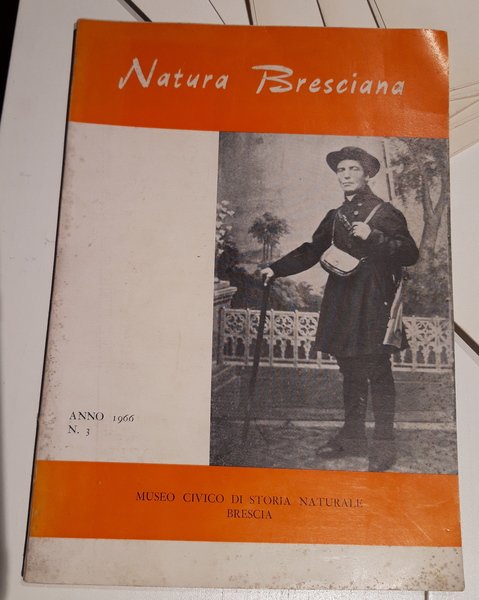 Natura Bresciana
ANNO 1966
N. 3
MUSEO CIVICO DI STORIA NATURALE
BRESCIA